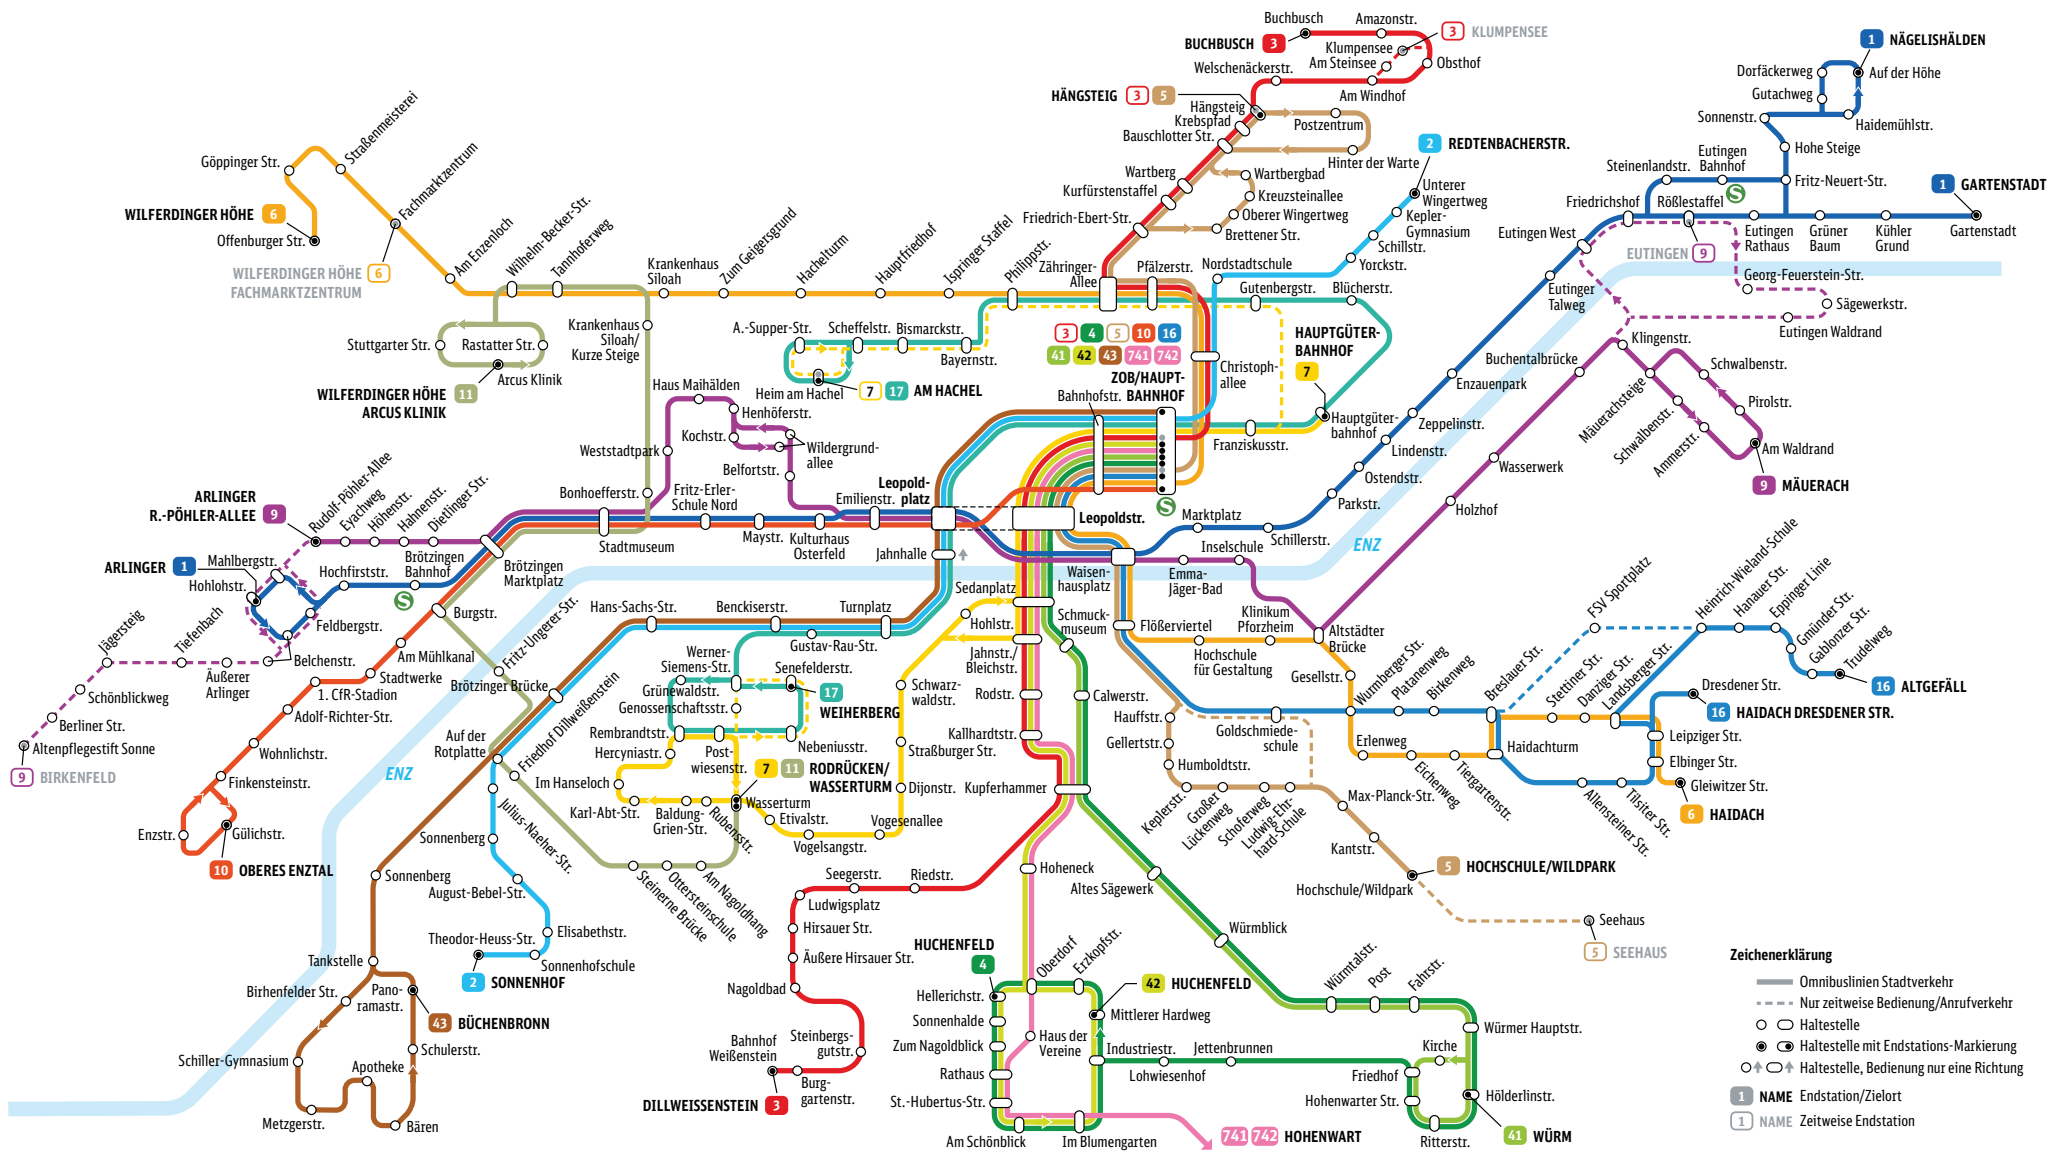 Buchbusch
Amazonstr.
3 KLUMPENSEE
BUCHBUSCH 3
Klumpensee
Am Steinsee
Obsthof
Welschenäckerstr.
Am Windhof
1 NÄGELISHÄLDEN
Dorfäckerweg
Auf der Höhe
Gutachweg
Sonnenstr.
Haidemühlstr.
HÄNGSTEIG 3 5
Hängsteig
Krebspfad
Bauschlotter Str.
Postzentrum
Hinter der Warte
2 REDTENBACHERSTR.
Hohe Steige
Steinenlandstr.
Eutingen
Bahnhof
S
Fritz-Neuert-Str.
1 GARTENSTADT
Straßenmeisterei
Göppinger Str.
Fachmarktzentrum
WILFERDINGER HÖHE 6
Offenburger Str.
WILFERDINGER HÖHE 6
FACHMARKTZENTRUM
Am Enzenloch
Wilhelm-Becker-Str.
Tannhoferweg
Krankenhaus
Siloah
Zum Geigersgrund
Hachelturm
Hauptfriedhof
Ispringer Staffel
Philippstr.
Zähringer-
Allee
Pfälzerstr.
Wartberg
Wartbergbad
Kurfürstenstaffel
Kreuzsteinallee
Oberer Wingertweg
Friedrich-Ebert-Str.
Brettener Str.
Unterer
Wingertweg
Kepler-
Gymnasium
Schillstr.
Yorckstr.
Nordstadtschule
Gutenbergstr.
Blücherstr.
Friedrichshof
Rößlestaffel
Eutingen West
EUTINGEN 9
Eutingen
Rathaus
Grüner
Baum
Kühler
Grund
Gartenstadt
Georg-Feuerstein-Str.
Sägewerkstr.
Eutingen Waldrand
Eutinger
Talweg
Stuttgarter Str.
Rastatter Str.
Arcus Klinik
WILFERDINGER HÖHE 11
ARCUS KLINIK
Krankenhaus
Siloah/
Kurze Steige
A.-Supper-Str.
Scheffelstr.
Bismarckstr.
Bayernstr.
Heim am Hachel
7 17 AM HACHEL
3 4 5 10 16
41 42 43 741 742
ZOB/HAUPT-
BAHNHOF
Bahnhofstr.
S
Christoph-
allee
HAUPTGÜTER-
BAHNHOF
7
Hauptgüter-
bahnhof
Franziskusstr.
Haus Maihälden
Henhöferstr.
Kochstr.
Wildergrund-
allee
Weststadtpark
Belfortstr.
Bonhoefferstr.
Fritz-Erler-
Schule Nord
Emilienstr.
Leopold-
platz
Leopoldstr.
Stadtmuseum
Maystr.
Kulturhaus
Osterfeld
Jahnhalle
Marktplatz
Schillerstr.
Parkstr.
Ostendstr.
Lindenstr.
Zeppelinstr.
Enzauenpark
Buchentalbrücke
Klingenstr.
Schwalbenstr.
Mäuerachsteige
Schwalbenstr.
Pirolstr.
Ammerstr.
Am Waldrand
9 MÄUERACH
Wasserwerk
Holzhof
ENZ
ARLINGER
R.-PÖHLER-ALLEE 9
Rudolf-Pöhler-Allee
Eyachweg
Höhenstr.
Hahnenstr.
Dietlinger Str.
Brötzingen
Marktplatz
ARLINGER 1
Mahlbergstr.
Hohlohstr.
Hochfirststr.
Brötzingen
Bahnhof
S
Feldbergstr.
Belchenstr.
Burgstr.
Am Mühlkanal
Stadtwerke
1. CfR-Stadion
Adolf-Richter-Str.
Wohnlichstr.
Finkensteinstr.
Enzstr.
Gülichstr.
10 OBERES ENZTAL
Jägersteig
Tiefenbach
Äußerer
Arlinger
Schönblickweg
Berliner Str.
Altenpflegestift Sonne
9 BIRKENFELD
Fritz-Ungerer-Str.
Brötzinger Brücke
Auf der
Rotplatte
ENZ
Friedhof Dillweißenstein
Hans-Sachs-Str.
Benckiserstr.
Turnplatz
Gustav-Rau-Str.
Werner-
Siemens-Str.
Senefelderstr.
17
WEIHERBERG
Grünewaldstr.
Genossenschaftsstr.
Rembrandtstr.
Hercyniastr.
Post-
wiesenstr.
Nebeniusstr.
7 11 RODRÜCKEN/
WASSERTURM
Im Hanseloch
Karl-Abt-Str.
Baldung-
Grien-Str.
Rubensstr.
Wasserturm
Etivalstr.
Vogelsangstr.
Vogesenallee
Dijonstr.
Straßburger Str.
Schwarz-
waldstr.
Hohlstr.
Sedanplatz
Jahnstr./
Bleichstr.
Rodstr.
Kallhardtstr.
Kupferhammer
Schmuck-
museum
Calwerstr.
Waisen-
hausplatz
Inselschule
Emma-
Jäger-Bad
Flößerviertel
Hochschule
für Gestaltung
Klinikum
Pforzheim
Altstädter
Brücke
Gesellstr.
Wurmberger Str.
Platanenweg
Birkenweg
Breslauer Str.
FSV Sportplatz
Stettiner Str.
Danziger Str.
Landsberger Str.
Heinrich-Wieland-Schule
Hanauer Str.
Eppinger Linie
Gmünder Str.
Gablonzer Str.
Trudelweg
16 ALTGEFÄLL
Dresdener Str.
16 HAIDACH DRESDENER STR.
Leipziger Str.
Elbinger Str.
Gleiwitzer Str.
6 HAIDACH
Haidachturm
Erlenweg
Eichenweg
Tiergartenstr.
Allensteiner Str.
Tilsiter Str.
Hauffstr.
Gellertstr.
Humboldtstr.
Goldschmiede-
schule
Keplerstr.
Großer
Lückenweg
Schoferweg
Ludwig-Ehr-
hard-Schule
Max-Planck-Str.
Kantstr.
Hochschule/Wildpark
5 HOCHSCHULE/WILDPARK
Seehaus
5 SEEHAUS
Julius-Naeher-Str.
Sonnenberg
August-Bebel-Str.
Elisabethstr.
Theodor-Heuss-Str.
Sonnenhofschule
2 SONNENHOF
Steinerne Brücke
Ottersteinschule
Am Nagoldhang
Sonnenberg
Tankstelle
Birhenfelder Str.
Pano-
ramastr.
43 BÜCHENBRONN
Schulerstr.
Schiller-Gymnasium
Apotheke
Metzgerstr.
Bären
Seegerstr.
Riedstr.
Ludwigsplatz
Hirsauer Str.
Äußere Hirsauer Str.
Nagoldbad
Bahnhof
Weißenstein
Steinbergs-
gutstr.
Burg-
gartenstr.
DILLWEISSENSTEIN 3
Hoheneck
Altes Sägewerk
Würmblick
HUCHENFELD
4
Oberdorf
Erzkopfstr.
42 HUCHENFELD
Hellerichstr.
Mittlerer Hardweg
Sonnenhalde
Zum Nagoldblick
Haus der
Vereine
Rathaus
St.-Hubertus-Str.
Am Schönblick
Im Blumengarten
741 742 HOHENWART
Industriestr.
Lohwiesenhof
Jettenbrunnen
Würmtalstr.
Post
Fahrstr.
Würmer Hauptstr.
Kirche
Friedhof
Hohenwarter Str.
Hölderlinstr.
Ritterstr.
41 WÜRM
Zeichenerklärung
Omnibuslinien Stadtverkehr
Nur zeitweise Bedienung/Anrufverkehr
Haltestelle
Haltestelle mit Endstations-Markierung
Haltestelle, Bedienung nur eine Richtung
1 NAME Endstation/Zielort
1 NAME Zeitweise Endstation